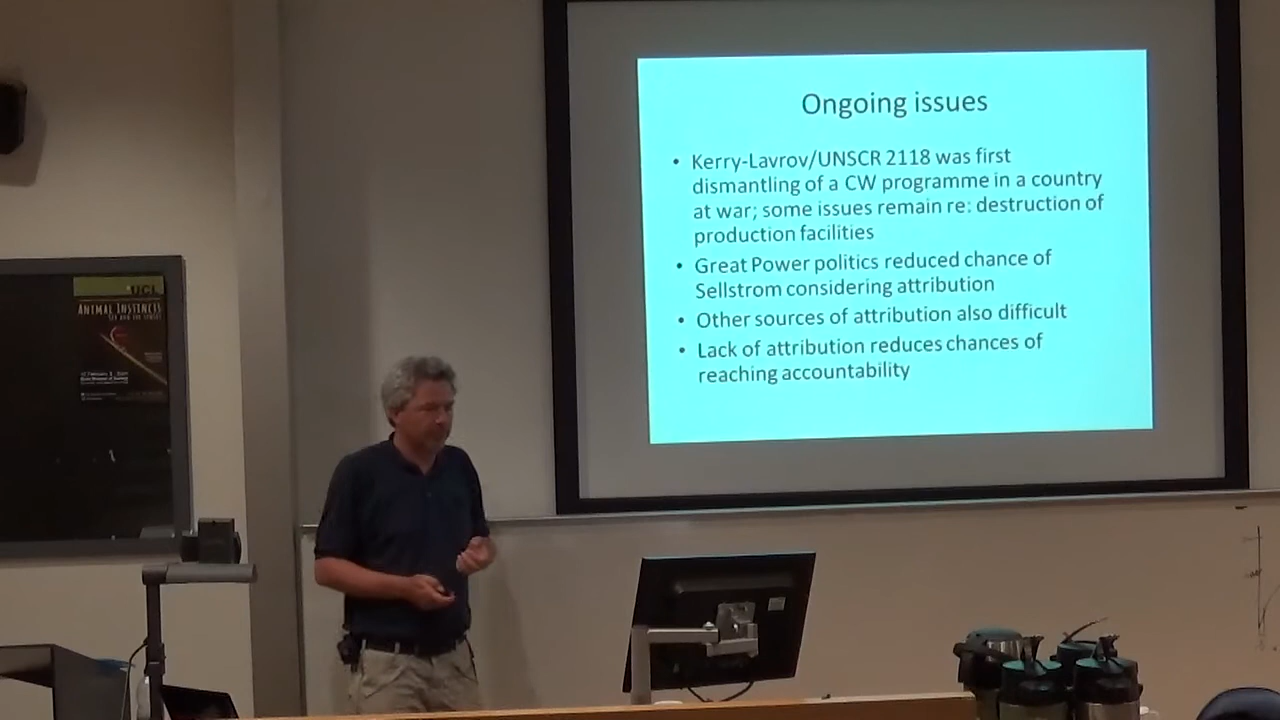 Ongoing issues
• Kerry-Lavrov/UNSCR 2118 was first
dismantling of a CW programme in a country
at war; some issues remain re: destruction of
production facilities
• Great Power politics reduced chance of
Sellstrom considering attribution
• Other sources of attribution also difficult
• Lack of attribution reduces chances of
reaching accountability
UCL
ANIMAL INSTINCTS